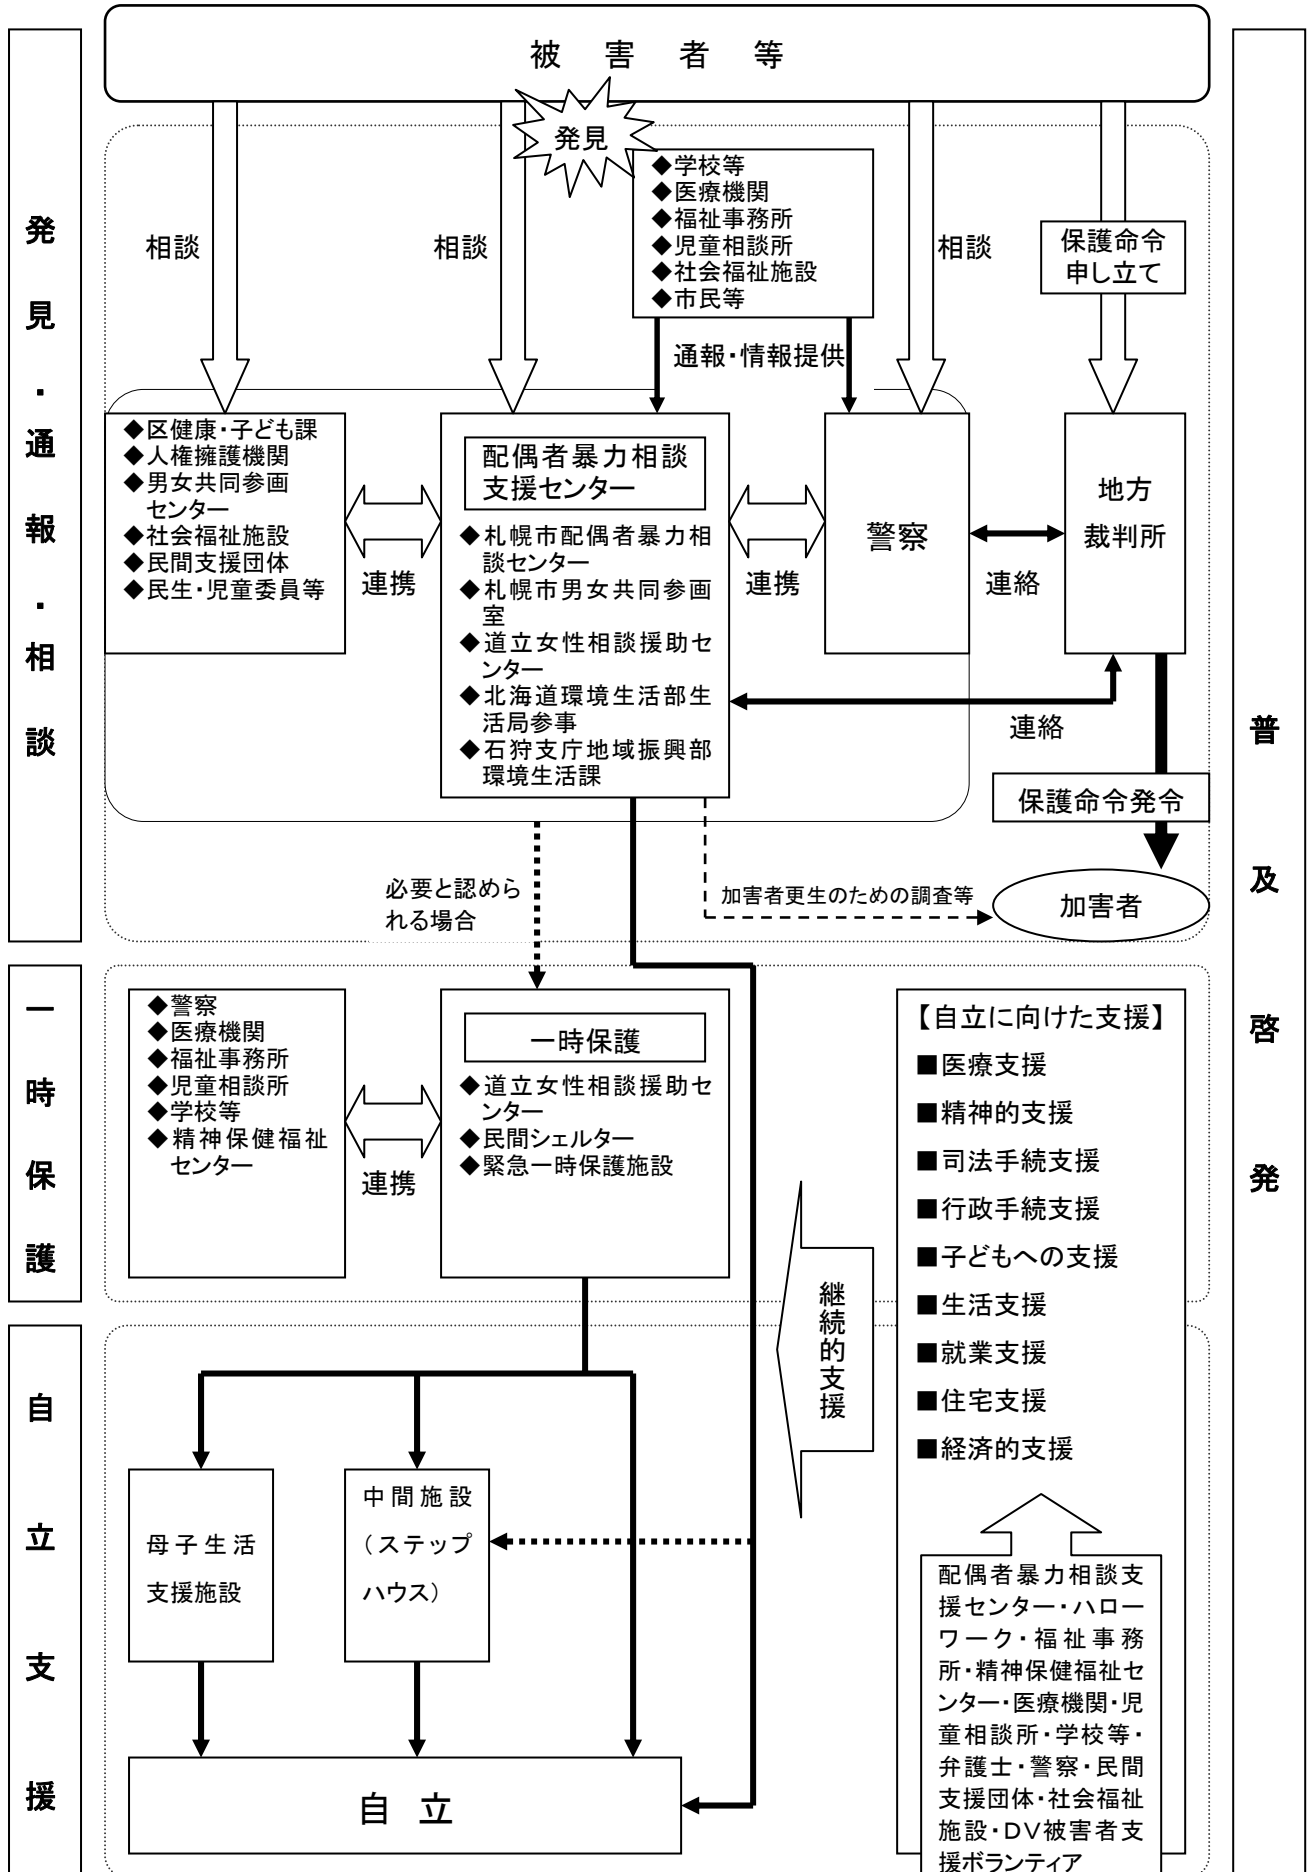 被害者等
発見・通報・相談
普及啓発
発見
◆学校等
◆医療機関
◆福祉事務所
◆児童相談所
◆社会福祉施設
◆市民等
相談
相談
相談
保護命令
申し立て
通報・情報提供
◆区健康・子ども課
◆人権擁護機関
◆男女共同参画
センター
◆社会福祉施設
◆民間支援団体
◆民生・児童委員等
連携
配偶者暴力相談
支援センター
◆札幌市配偶者暴力相
談センター
◆札幌市男女共同参画
室
◆道立女性相談援助セ
ンター
◆北海道環境生活部生
活局参事
◆石狩支庁地域振興部
環境生活課
連携
警察
連絡
地方
裁判所
連絡
保護命令発令
必要と認めら
れる場合
加害者更生のための調査等
加害者
一時保護
◆警察
◆医療機関
◆福祉事務所
◆児童相談所
◆学校等
◆精神保健福祉
センター
連携
一時保護
◆道立女性相談援助セ
ンター
◆民間シェルター
◆緊急一時保護施設
【自立に向けた支援】
■医療支援
■精神的支援
■司法手続支援
■行政手続支援
■子どもへの支援
■生活支援
■就業支援
■住宅支援
■経済的支援
継続的支援
自立支援
母子生活
支援施設
中間施設
（ステップ
ハウス）
自立
配偶者暴力相談支
援センター・ハロー
ワーク・福祉事務
所・精神保健福祉セ
ンター・医療機関・児
童相談所・学校等・
弁護士・警察・民間
支援団体・社会福祉
施設・DV被害者支
援ボランティア